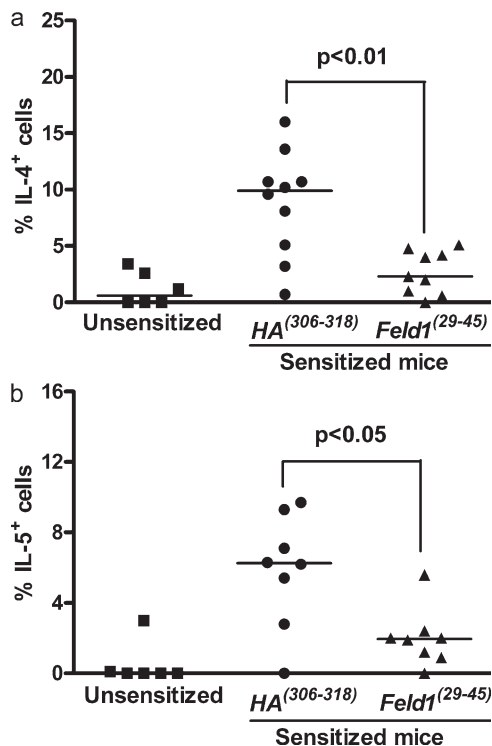 a
25
20
15
10
5
0
% IL-4⁺ cells
p<0.01
Unsensitized
HA⁽³⁰⁶⁻³¹⁸⁾ Feld1⁽²⁹⁻⁴⁵⁾
Sensitized mice
b
16
12
8
4
0
% IL-5⁺ cells
p<0.05
Unsensitized
HA⁽³⁰⁶⁻³¹⁸⁾ Feld1⁽²⁹⁻⁴⁵⁾
Sensitized mice